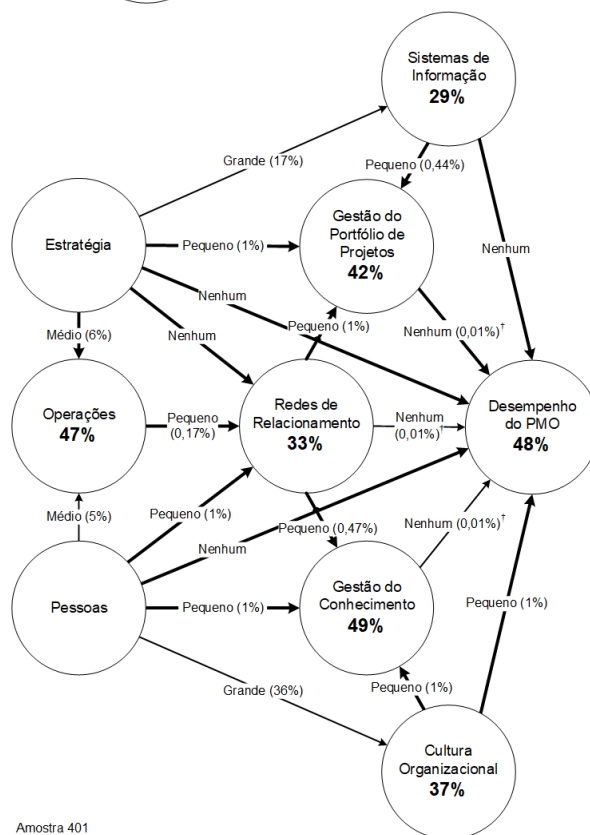 Sistemas de
Informação
29%
Grande (17%)
Pequeno (0,44%)
Estratégia
Pequeno (1%)
Gestão do
Portfólio de
Projetos
42%
Nenhum
Nenhum
Pequeno (1%)
Nenhum (0,01%)†
Médio (6%)
Nenhum
Operações
47%
Pequeno
(0,17%)
Redes de
Relacionamento
33%
Nenhum
(0,01%)†
Desempenho
do PMO
48%
Médio (5%)
Pequeno (1%)
Nenhum
Pequeno (0,47%)
Nenhum (0,01%)†
Pessoas
Pequeno (1%)
Gestão do
Conhecimento
49%
Pequeno (1%)
Grande (36%)
Pequeno (1%)
Cultura
Organizacional
37%
Amostra 401